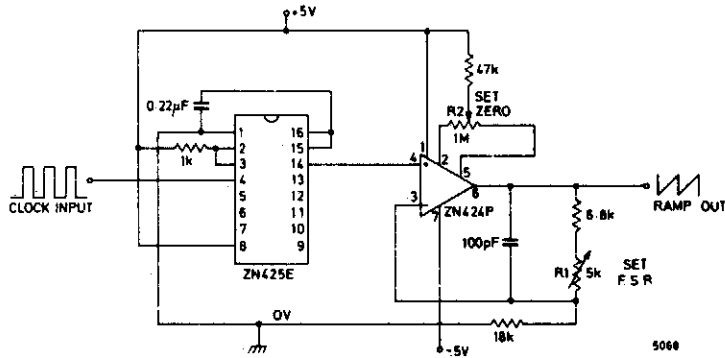 +5V
47k
0.22µF
SET
ZERO
R2
1M
1k
1
2
3
4
5
6
7
8
16
15
14
13
12
11
10
9
ZN425E
CLOCK INPUT
1
2
4
5
3
6
7
ZN424P
100pF
6.8k
RAMP OUT
R1
5k
SET
F.S.R
18k
0V
-5V
5060